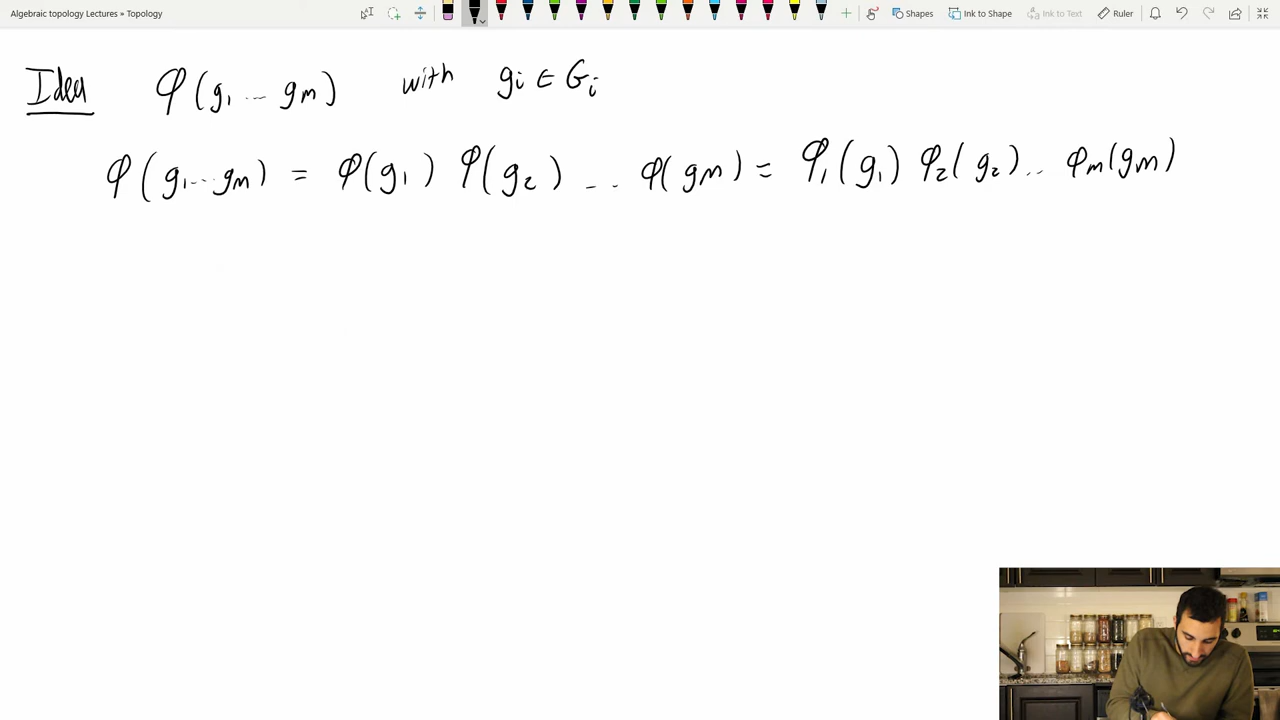 Algebraic topology Lectures » Topology
Shapes Ink to Shape Ink to Text Ruler
Idea φ(g₁ ... gₘ) with gᵢ ∈ Gᵢ
φ(g₁...gₘ) = φ(g₁) φ(g₂) ... φ(gₘ) = φ₁(g₁) φ₂(g₂)... φₘ(gₘ)